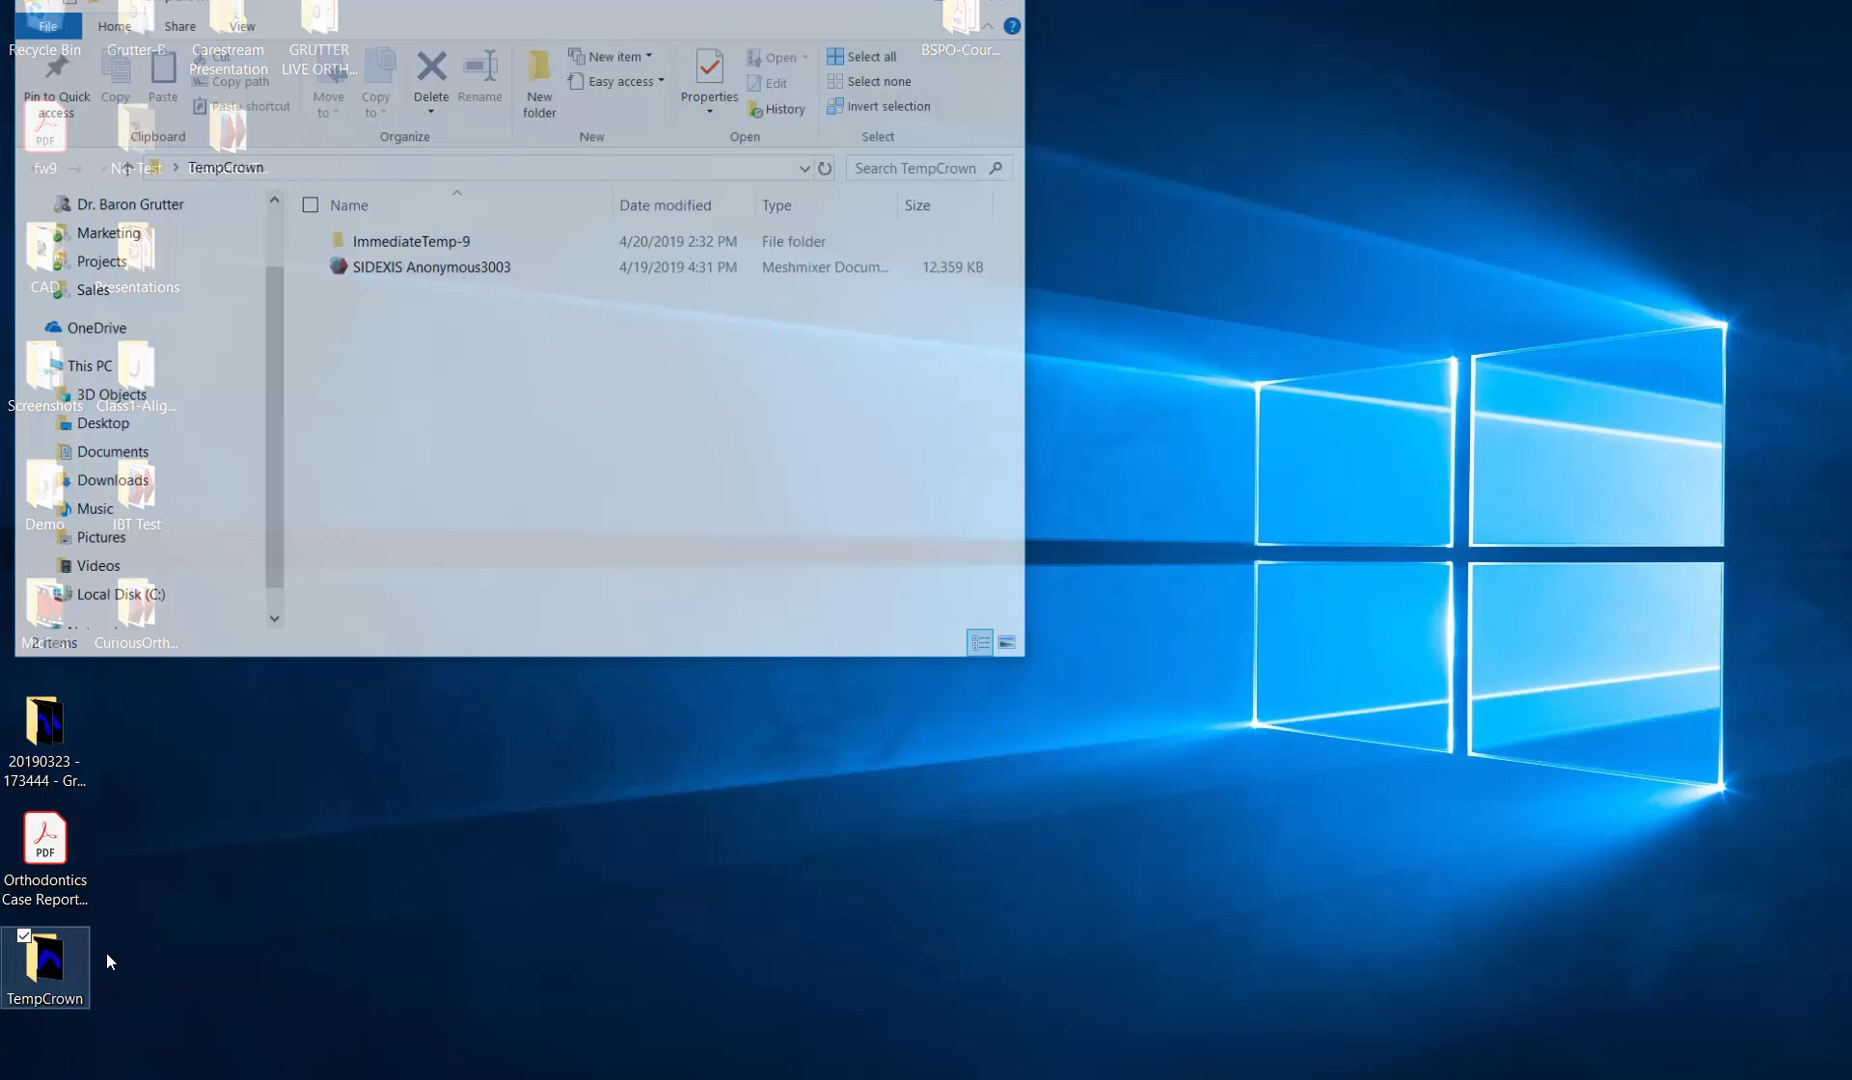 File
Home
Share
View
Recycle Bin
Grutter-B
Carestream
Presentation
GRUTTER
LIVE ORTH...
BSPO-Cour...
Pin to Quick
access
Copy
Paste
Cut
Copy path
Paste shortcut
Clipboard
Move
to
Copy
to
Delete
Rename
Organize
New
folder
New item
Easy access
New
Properties
Open
Edit
History
Open
Select all
Select none
Invert selection
Select
PDF
fw9
TempCrown
Search TempCrown
Name
Date modified
Type
Size
ImmediateTemp-9
4/20/2019 2:32 PM
File folder
SIDEXIS Anonymous3003
4/19/2019 4:31 PM
Meshmixer Docum...
12,359 KB
Dr. Baron Grutter
Marketing
Projects
Sales
CAD
Presentations
OneDrive
This PC
3D Objects
Screenshots
Class1-Alig...
Desktop
Documents
Downloads
Music
Demo
IBT Test
Pictures
Videos
Local Disk (C:)
2 items
CuriousOrth...
20190323 -
173444 - Gr...
PDF
Orthodontics
Case Report...
TempCrown